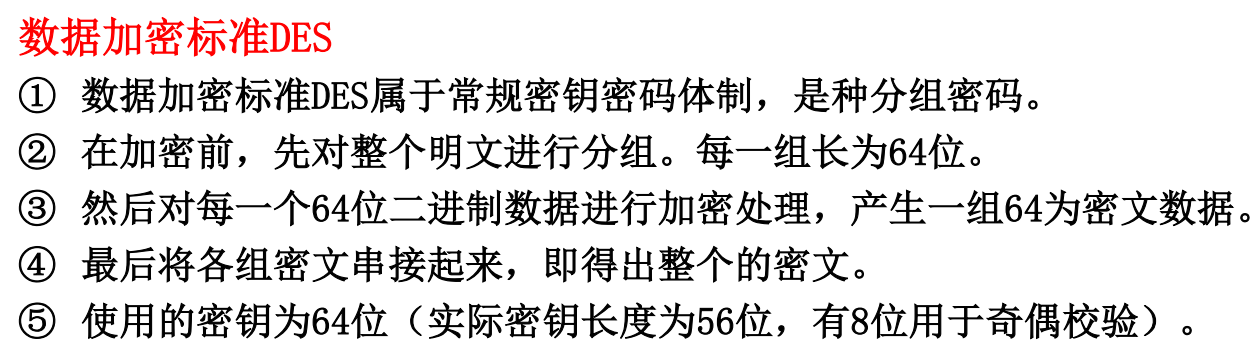 数据加密标准DES
① 数据加密标准DES属于常规密钥密码体制，是种分组密码。
② 在加密前，先对整个明文进行分组。每一组长为64位。
③ 然后对每一个64位二进制数据进行加密处理，产生一组64为密文数据。
④ 最后将各组密文串接起来，即得出整个的密文。
⑤ 使用的密钥为64位（实际密钥长度为56位，有8位用于奇偶校验）。